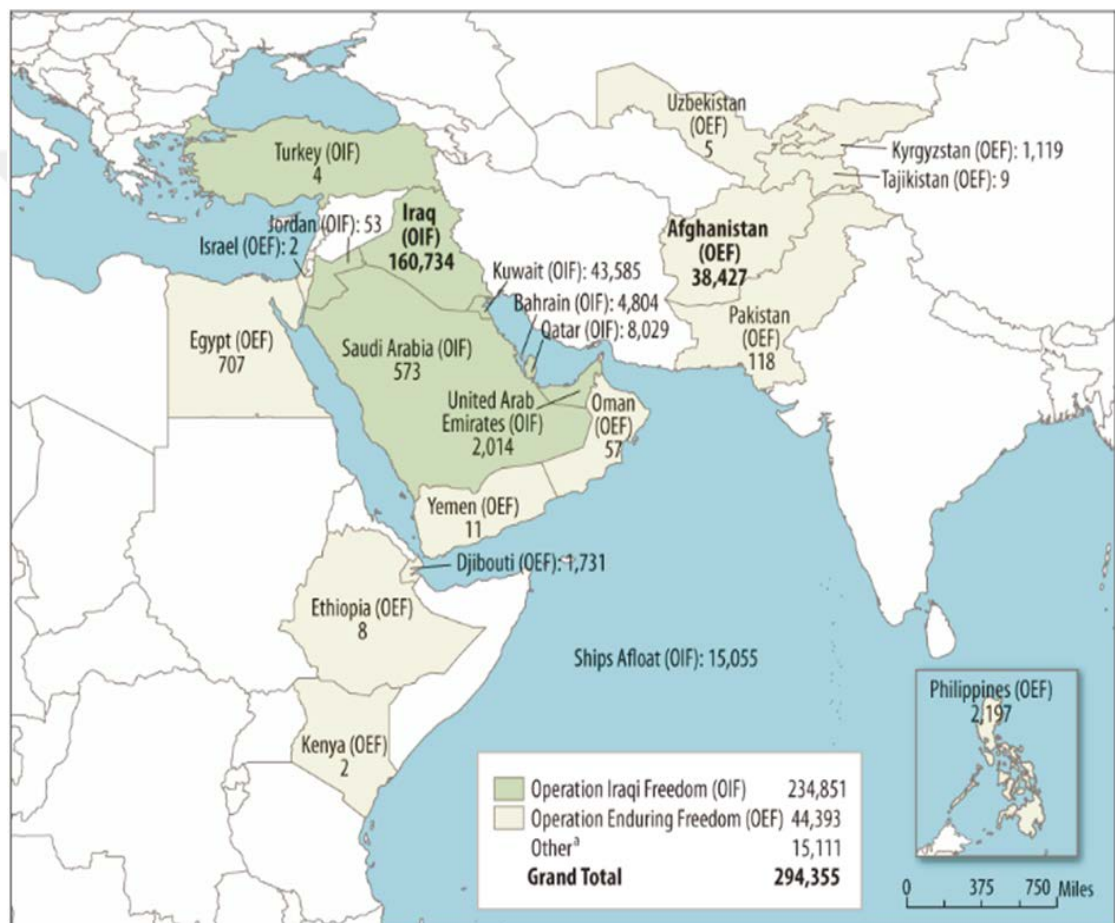 Uzbekistan
(OEF)
5
Kyrgyzstan (OEF): 1,119
Tajikistan (OEF): 9
Turkey (OIF)
4
Iraq
(OIF)
160,734
Jordan (OIF): 53
Israel (OEF): 2
Afghanistan
(OEF)
38,427
Kuwait (OIF): 43,585
Bahrain (OIF): 4,804
Qatar (OIF): 8,029
Pakistan
(OEF)
118
Egypt (OEF)
707
Saudi Arabia (OIF)
573
United Arab
Emirates (OIF)
2,014
Oman
(OEF)
57
Yemen (OEF)
11
Djibouti (OEF): 1,731
Ethiopia (OEF)
8
Ships Afloat (OIF): 15,055
Kenya (OEF)
2
Philippines (OEF)
2,197
Operation Iraqi Freedom (OIF) 234,851
Operation Enduring Freedom (OEF) 44,393
Otherᵃ 15,111
Grand Total 294,355
0 375 750 Miles